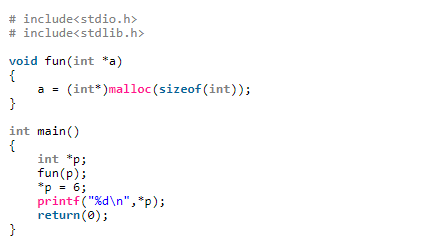 # include<stdio.h>
# include<stdlib.h>
void fun(int *a)
{
    a = (int*)malloc(sizeof(int));
}
int main()
{
    int *p;
    fun(p);
    *p = 6;
    printf("%d\n",*p);
    return(0);
}